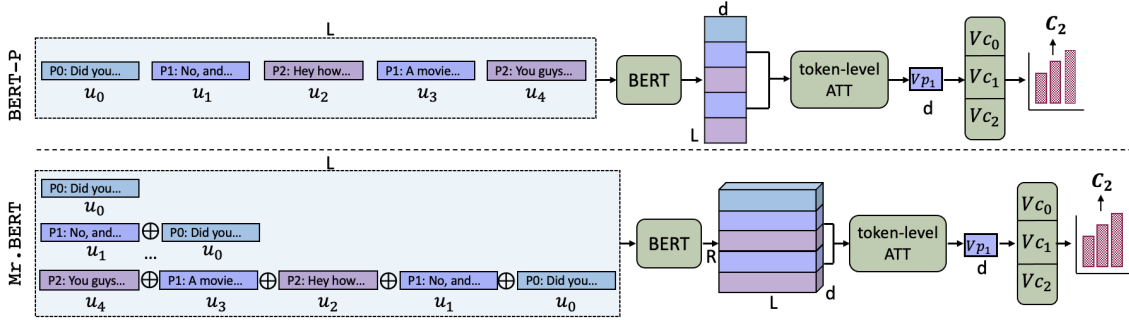 BERT-P
L
P0: Did you... P1: No, and... P2: Hey how... P1: A movie... P2: You guys...
u0 u1 u2 u3 u4
BERT
d
L
token-level
ATT
Vp1
d
Vc0
Vc1
Vc2
C2
Mr.BERT
L
P0: Did you...
u0
P1: No, and... ⊕ P0: Did you...
u1 ... u0
P2: You guys... ⊕ P1: A movie... ⊕ P2: Hey how... ⊕ P1: No, and... ⊕ P0: Did you...
u4 u3 u2 u1 u0
BERT
R
L
d
token-level
ATT
Vp1
d
Vc0
Vc1
Vc2
C2